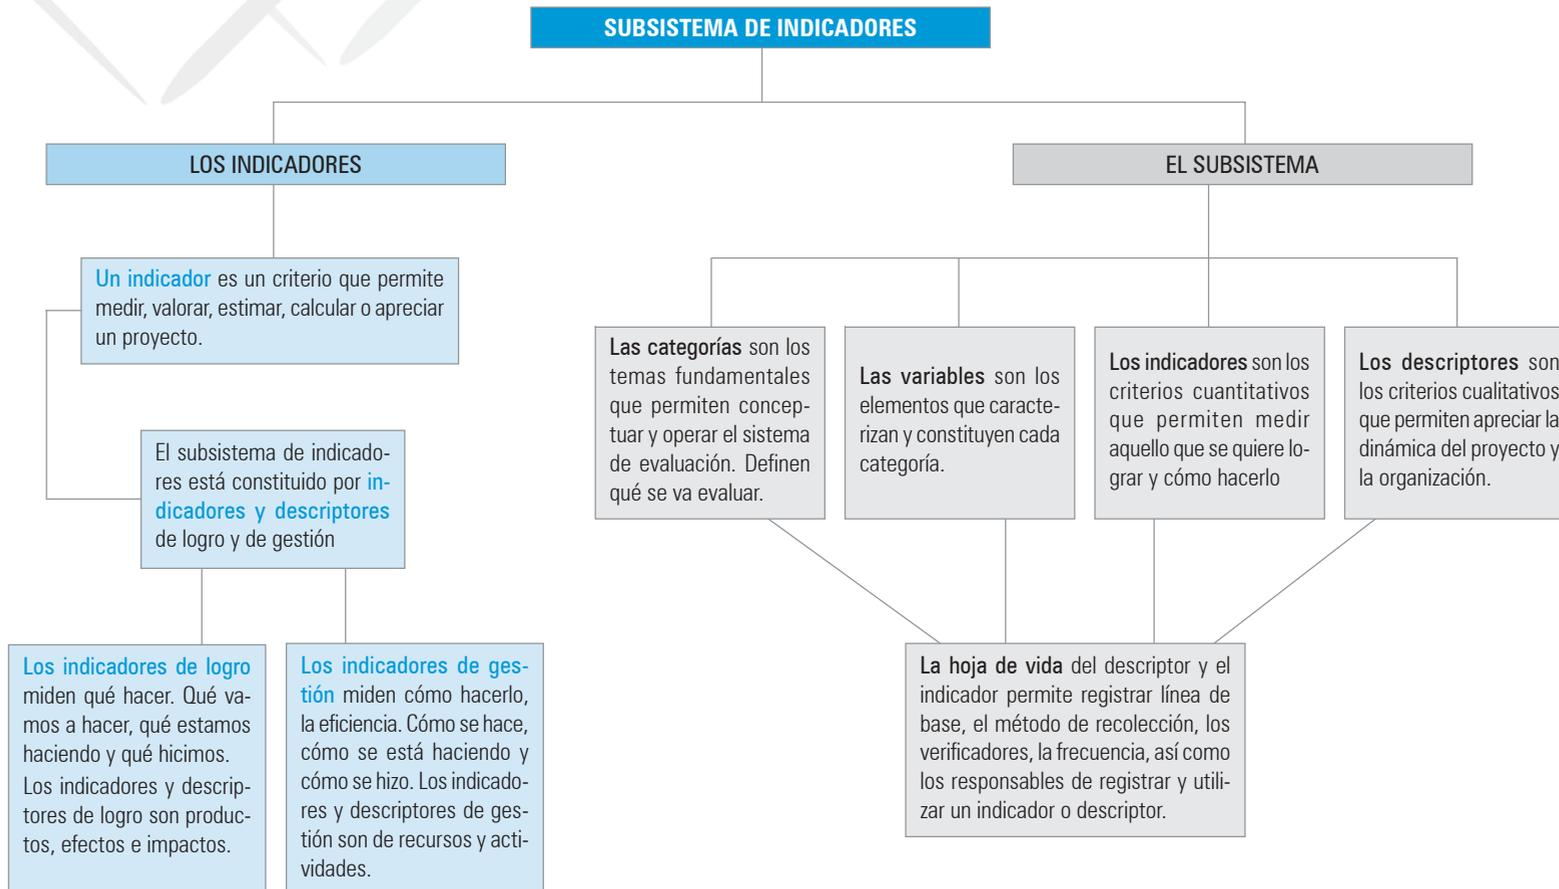 SUBSISTEMA DE INDICADORES
LOS INDICADORES
Un indicador es un criterio que permite
medir, valorar, estimar, calcular o apreciar
un proyecto.
El subsistema de indicado-
res está constituido por in-
dicadores y descriptores
de logro y de gestión
Los indicadores de logro
miden qué hacer. Qué va-
mos a hacer, qué estamos
haciendo y qué hicimos.
Los indicadores y descrip-
tores de logro son produc-
tos, efectos e impactos.
Los indicadores de ges-
tión miden cómo hacerlo,
la eficiencia. Cómo se hace,
cómo se está haciendo y
cómo se hizo. Los indicado-
res y descriptores de ges-
tión son de recursos y acti-
vidades.
EL SUBSISTEMA
Las categorías son los
temas fundamentales
que permiten concep-
tuar y operar el sistema
de evaluación. Definen
qué se va evaluar.
Las variables son los
elementos que caracte-
rizan y constituyen cada
categoría.
Los indicadores son los
criterios cuantitativos
que permiten medir
aquello que se quiere lo-
grar y cómo hacerlo
Los descriptores son
los criterios cualitativos
que permiten apreciar la
dinámica del proyecto y
la organización.
La hoja de vida del descriptor y el
indicador permite registrar línea de
base, el método de recolección, los
verificadores, la frecuencia, así como
los responsables de registrar y utili-
zar un indicador o descriptor.